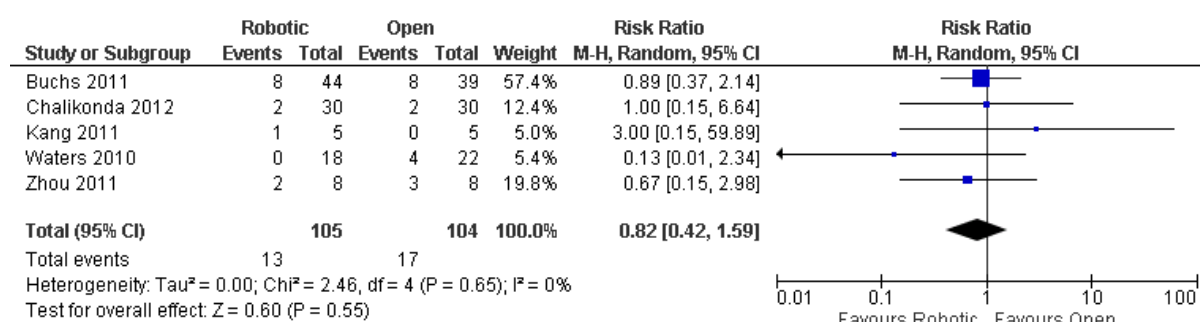 Robotic Open Risk Ratio Risk Ratio
Study or Subgroup Events Total Events Total Weight M-H, Random, 95% CI M-H, Random, 95% CI
Buchs 2011 8 44 8 39 57.4% 0.89 [0.37, 2.14]
Chalikonda 2012 2 30 2 30 12.4% 1.00 [0.15, 6.64]
Kang 2011 1 5 0 5 5.0% 3.00 [0.15, 59.89]
Waters 2010 0 18 4 22 5.4% 0.13 [0.01, 2.34]
Zhou 2011 2 8 3 8 19.8% 0.67 [0.15, 2.98]
Total (95% CI) 105 104 100.0% 0.82 [0.42, 1.59]
Total events 13 17
Heterogeneity: Tau² = 0.00; Chi² = 2.46, df = 4 (P = 0.65); I² = 0%
Test for overall effect: Z = 0.60 (P = 0.55)
0.01 0.1 1 10 100
Favours Robotic Favours Open